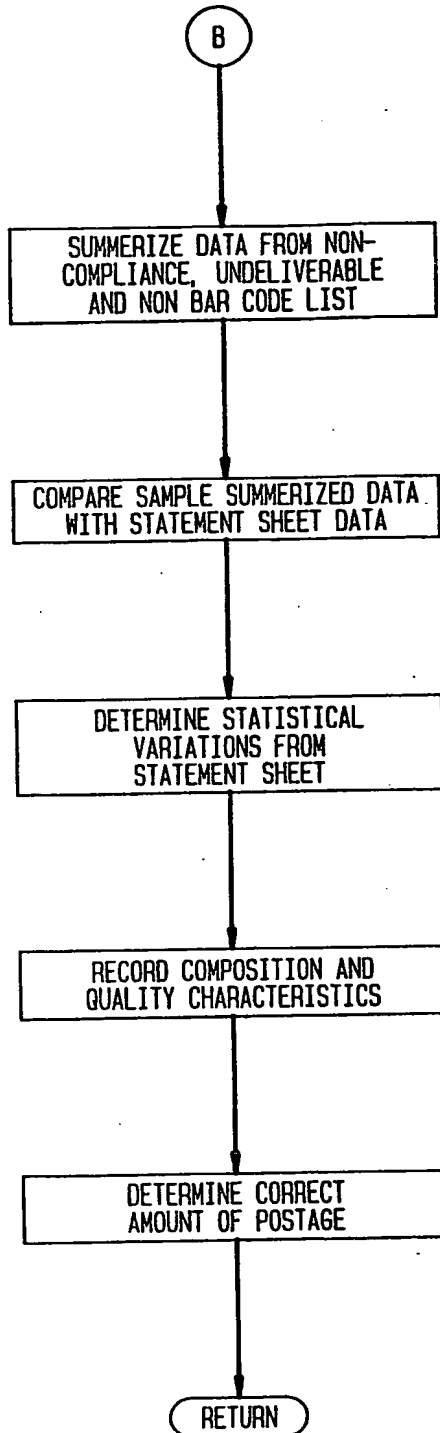 B
SUMMERIZE DATA FROM NON-
COMPLIANCE, UNDELIVERABLE
AND NON BAR CODE LIST
COMPARE SAMPLE SUMMERIZED DATA
WITH STATEMENT SHEET DATA
DETERMINE STATISTICAL
VARIATIONS FROM
STATEMENT SHEET
RECORD COMPOSITION AND
QUALITY CHARACTERISTICS
DETERMINE CORRECT
AMOUNT OF POSTAGE
RETURN